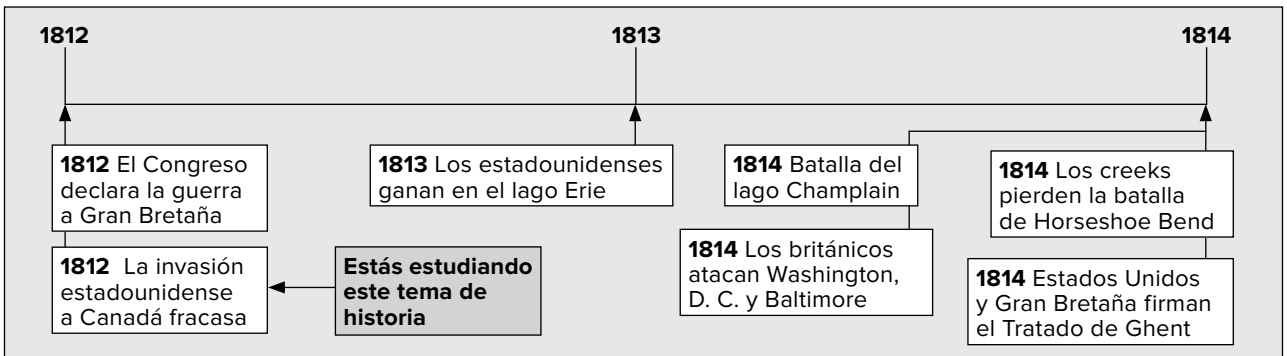 1812
1813
1814
1812 El Congreso
declara la guerra
a Gran Bretaña
1812 La invasión
estadounidense
a Canadá fracasa
Estás estudiando
este tema de
historia
1813 Los estadounidenses
ganan en el lago Erie
1814 Batalla del
lago Champlain
1814 Los británicos
atacan Washington,
D. C. y Baltimore
1814 Los creeks
pierden la batalla
de Horseshoe Bend
1814 Estados Unidos
y Gran Bretaña firman
el Tratado de Ghent